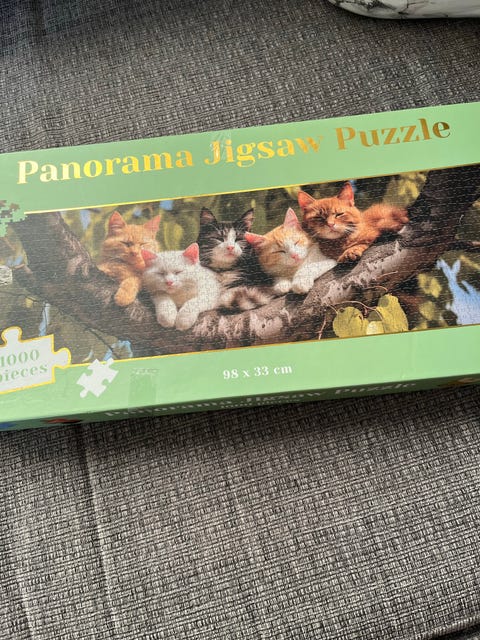 Panorama Jigsaw Puzzle
1000
pieces
98 x 33 cm
Panorama Jigsaw Puzzle